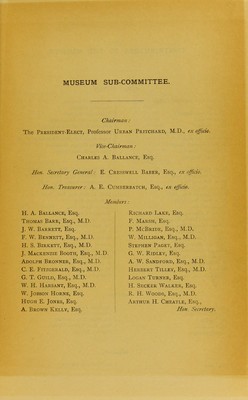 MUSEUM SUB-COMMITTEE.
Chairman:
The President-Elect, Professor Urban Pritchard, M.D., ex officio.
Vice-Chairman:
Charles A. Ballance, Esq.
Hon. Secretary General: E. Cresswell Baber, Esq., ex officio.
Hon. Treasurer: A. E. Cumberbatch, Esq., ex officio.
Members:
H. A. Ballance, Esq.
Thomas Barr, Esq., M.D.
J. W. Barrett, Esq.
F. W. Bennett, Esq., M.D.
H. S. Birkett, Esq., M.D.
J. Mackenzie Booth, Esq., M.D.
Adolph Bronner, Esq., M.D.
C. E. Fitzgerald, Esq., M.D.
G. T. Guild, Esq., M.D.
W. H. Harsant, Esq., M.D.
W. Jobson Horne, Esq.
Hugh E. Jones, Esq.
A. Brown Kelly, Esq.
Richard Lake, Esq.
F. Marsh, Esq.
P. McBride, Esq., M.D.
W. Milligan, Esq., M.D.
Stephen Paget, Esq.
G. W. Ridley, Esq.
A. W. Sandford, Esq., M.D.
Herbert Tilley, Esq., M.D.
Logan Turner, Esq.
H. Secker Walker, Esq.
R. H. Woods, Esq., M.D.
Arthur H. Cheatle, Esq.,
Hon. Secretary.